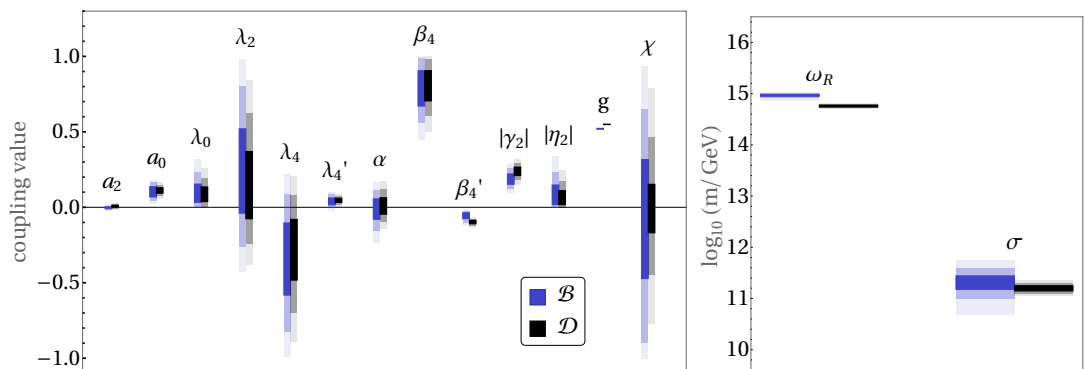 coupling value
1.0
0.5
0.0
−0.5
−1.0
a₂
a₀
λ₀
λ₂
λ₄
λ₄'
α
β₄
β₄'
|γ₂|
|η₂|
g
χ
ℬ
𝒟
log₁₀ (m/ GeV)
16
15
14
13
12
11
10
ω_R
σ